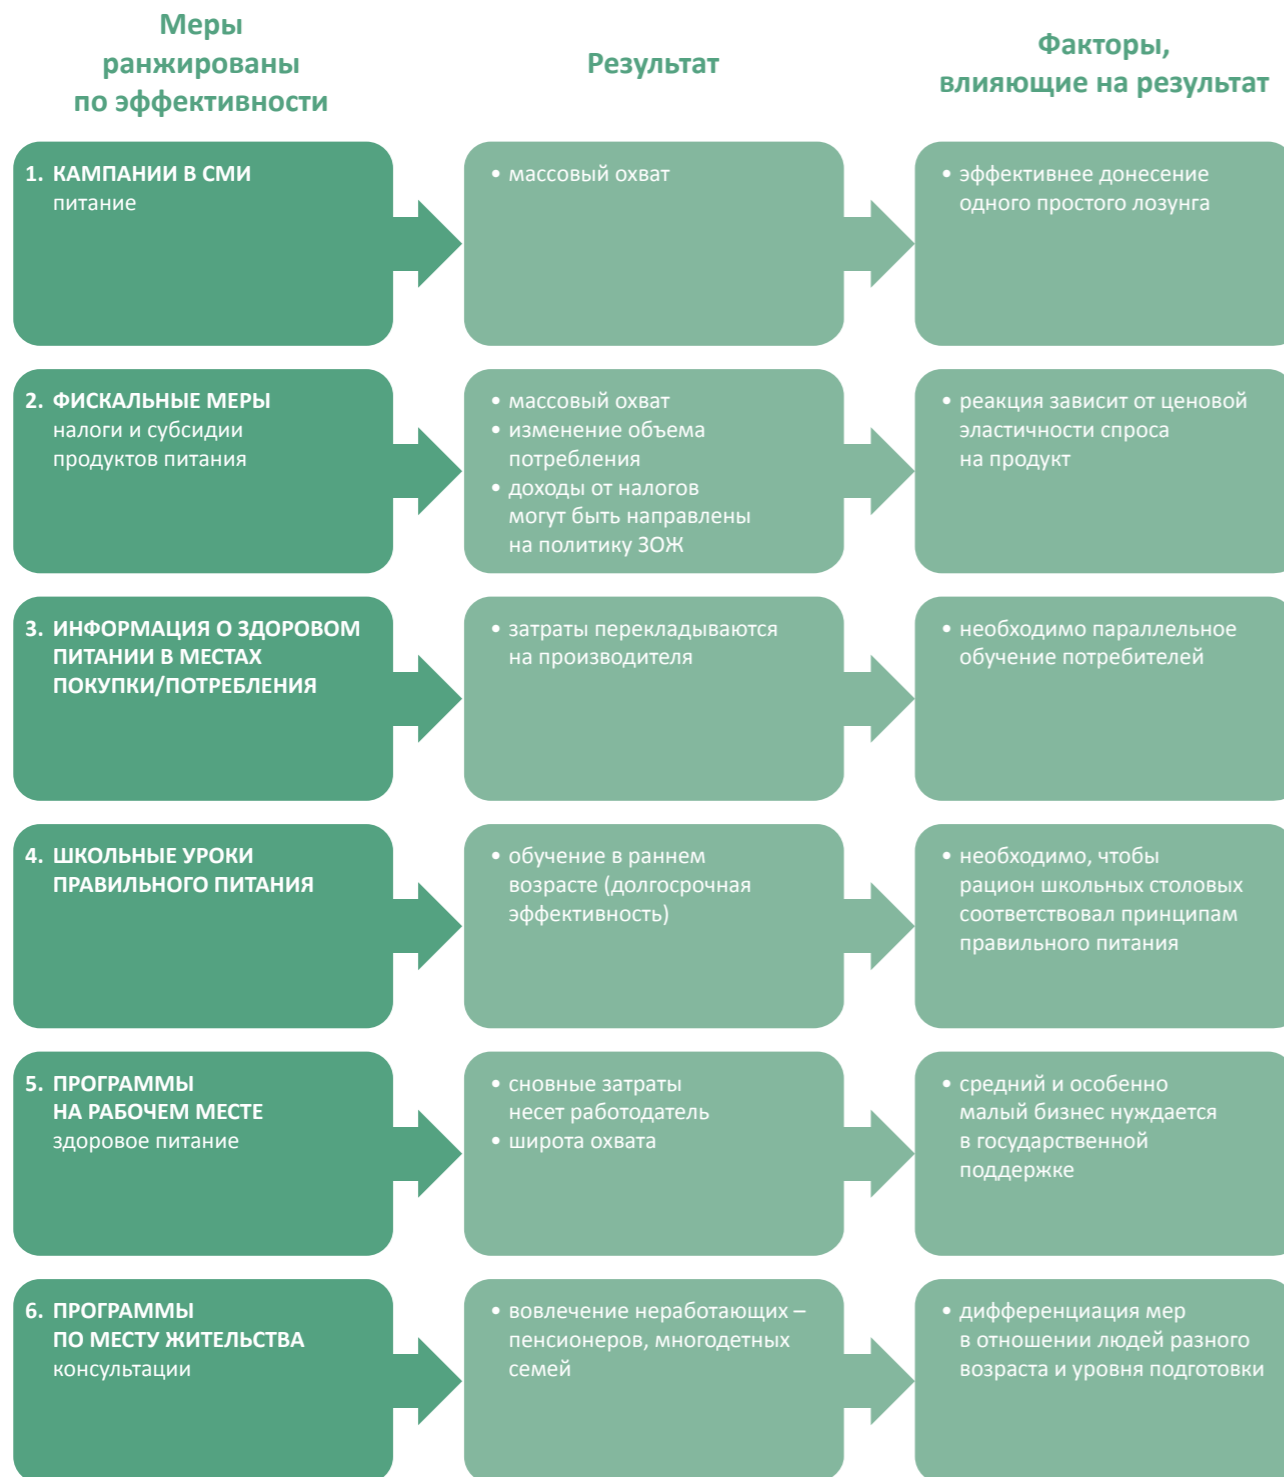 Меры
ранжированы
по эффективности
Результат
Факторы,
влияющие на результат
1. КАМПАНИИ В СМИ
питание
• массовый охват
• эффективнее донесение
одного простого лозунга
2. ФИСКАЛЬНЫЕ МЕРЫ
налоги и субсидии
продуктов питания
• массовый охват
• изменение объема
потребления
• доходы от налогов
могут быть направлены
на политику ЗОЖ
• реакция зависит от ценовой
эластичности спроса
на продукт
3. ИНФОРМАЦИЯ О ЗДОРОВОМ
ПИТАНИИ В МЕСТАХ
ПОКУПКИ/ПОТРЕБЛЕНИЯ
• затраты перекладываются
на производителя
• необходимо параллельное
обучение потребителей
4. ШКОЛЬНЫЕ УРОКИ
ПРАВИЛЬНОГО ПИТАНИЯ
• обучение в раннем
возрасте (долгосрочная
эффективность)
• необходимо, чтобы
рацион школьных столовых
соответствовал принципам
правильного питания
5. ПРОГРАММЫ
НА РАБОЧЕМ МЕСТЕ
здоровое питание
• сновные затраты
несет работодатель
• широта охвата
• средний и особенно
малый бизнес нуждается
в государственной
поддержке
6. ПРОГРАММЫ
ПО МЕСТУ ЖИТЕЛЬСТВА
консультации
• вовлечение неработающих –
пенсионеров, многодетных
семей
• дифференциация мер
в отношении людей разного
возраста и уровня подготовки